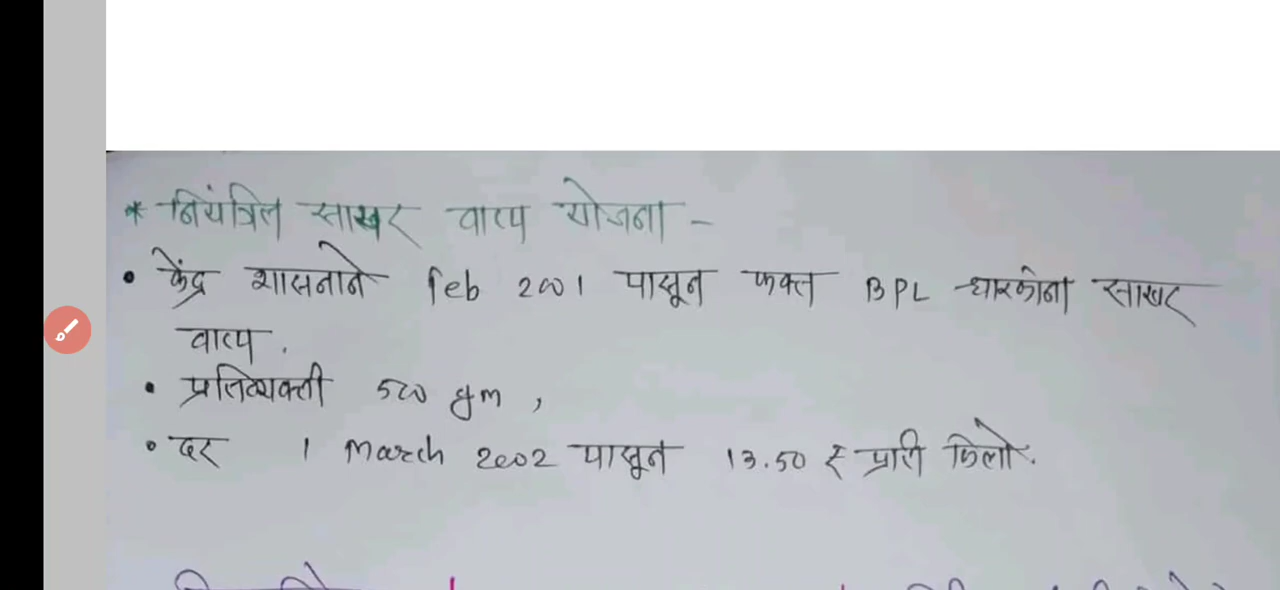 * नियंत्रित साखर वाटप योजना -
• केंद्र शासनाने feb 2001 पासून फक्त BPL धारकांना साखर
वाटप.
• प्रतिव्यक्ती 500 gm,
• दर 1 March 2002 पासून 13.50 ₹ प्रति किलो.